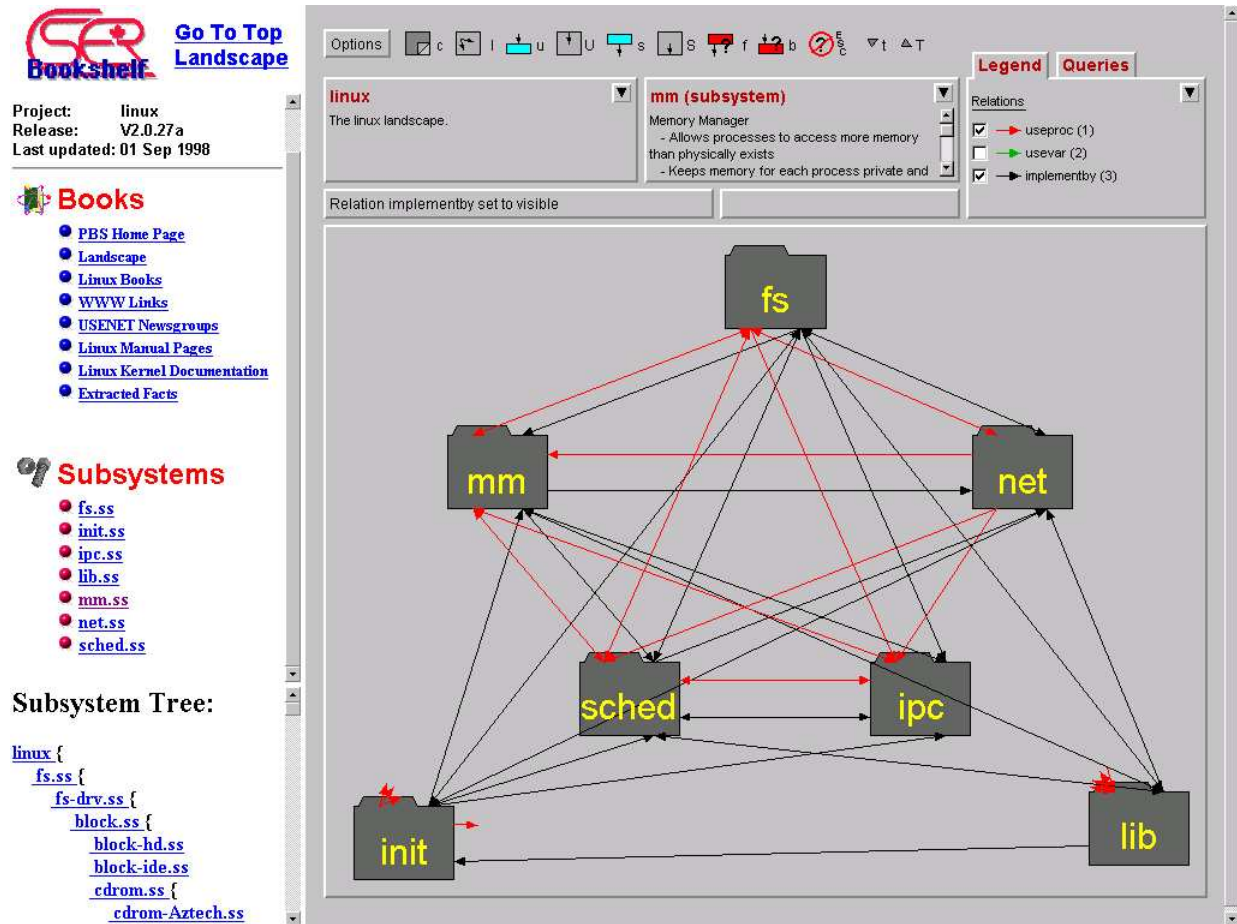 CSER
Bookshelf
Go To Top
Landscape
Project: linux
Release: V2.0.27a
Last updated: 01 Sep 1998
Books
PBS Home Page
Landscape
Linux Books
WWW Links
USENET Newsgroups
Linux Manual Pages
Linux Kernel Documentation
Extracted Facts
Subsystems
fs.ss
init.ss
ipc.ss
lib.ss
mm.ss
net.ss
sched.ss
Subsystem Tree:
linux {
fs.ss {
fs-drv.ss {
block.ss {
block-hd.ss
block-ide.ss
cdrom.ss {
cdrom-Aztech.ss
Options c l u U s S ? f ? b ? ESC t T
Legend Queries
linux
The linux landscape.
mm (subsystem)
Memory Manager
- Allows processes to access more memory
than physically exists
- Keeps memory for each process private and
Relations
useproc (1)
usevar (2)
implementby (3)
Relation implementby set to visible
fs
mm
net
sched
ipc
init
lib